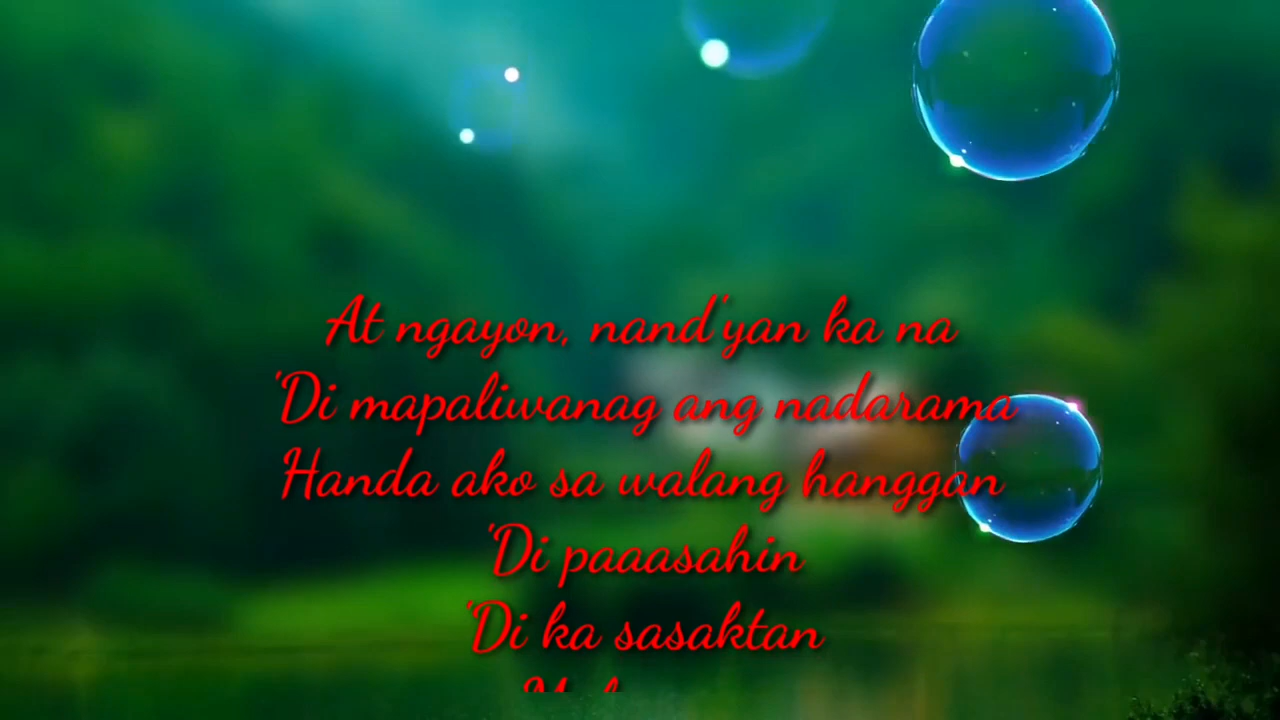 At ngayon, nand'yan ka na
'Di mapaliwanag ang nadarama
Handa ako sa walang hanggan
'Di paaasahin
'Di ka sasaktan